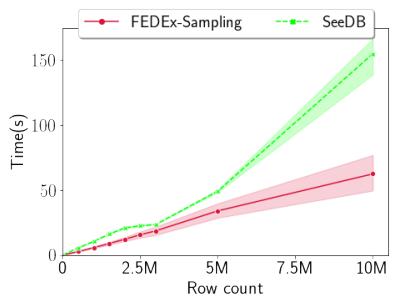 FEDEx-Sampling SeeDB
150
100
50
0
Time(s)
0 2.5M 5M 7.5M 10M
Row count